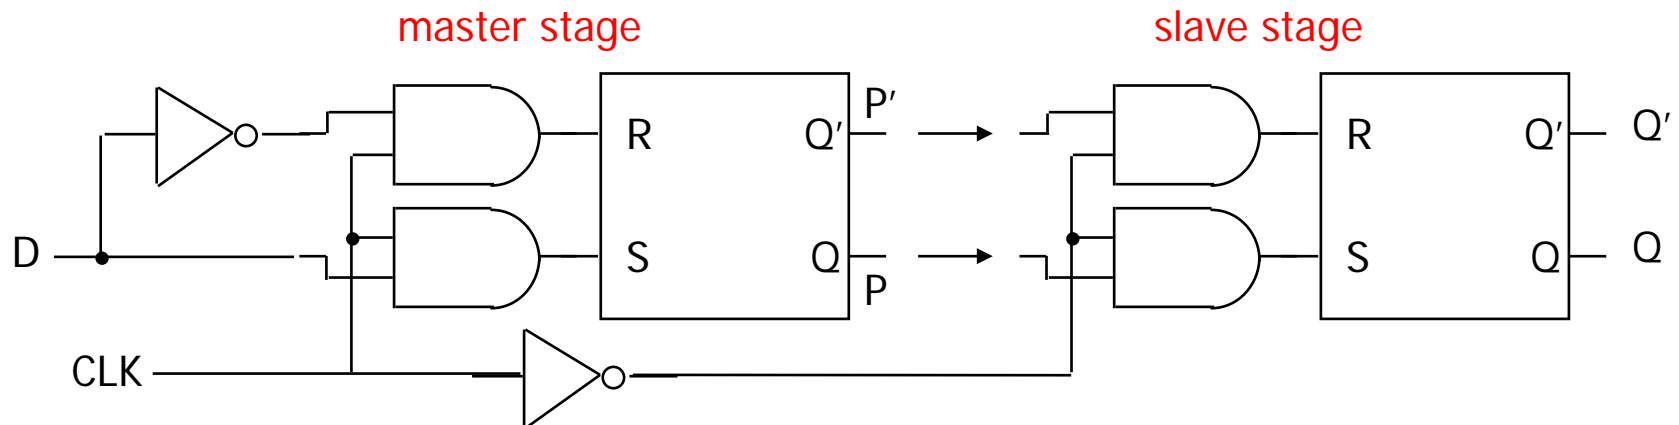 master stage
slave stage
P'
R
Q'
R
Q'
Q'
D
S
Q
P
S
Q
Q
CLK